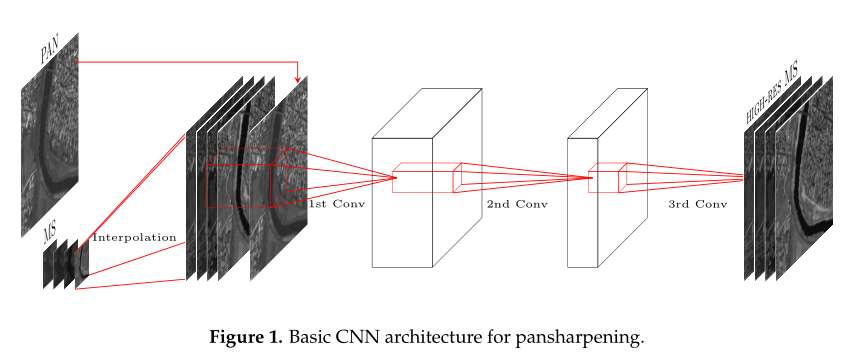 PAN
MS
Interpolation
1st Conv
2nd Conv
3rd Conv
HIGH-RES MS
Figure 1. Basic CNN architecture for pansharpening.